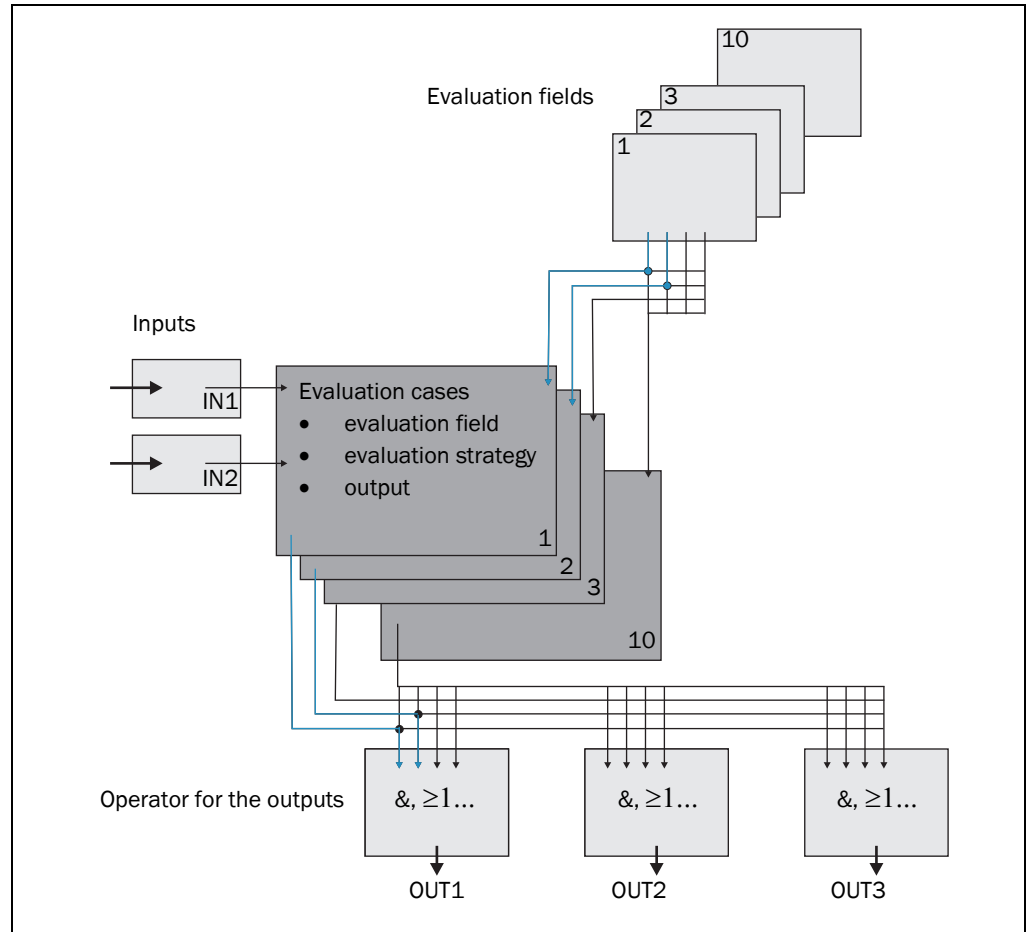 10
Evaluation fields
3
2
1
Inputs
IN1
IN2
Evaluation cases
• evaluation field
• evaluation strategy
• output
1
2
3
10
Operator for the outputs
&, ≥1...
&, ≥1...
&, ≥1...
OUT1
OUT2
OUT3